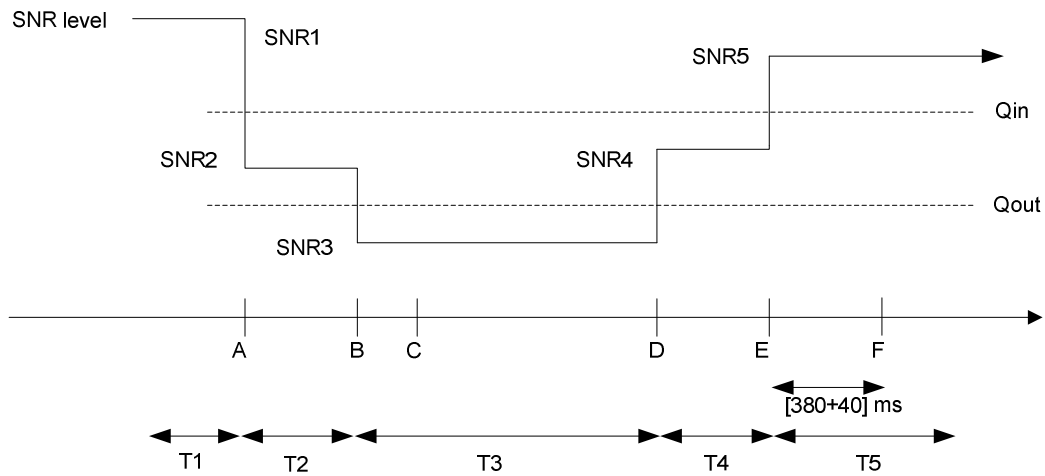 SNR level
SNR1
SNR5
Qin
SNR2
SNR4
Qout
SNR3
A
B
C
D
E
F
[380+40] ms
T1
T2
T3
T4
T5